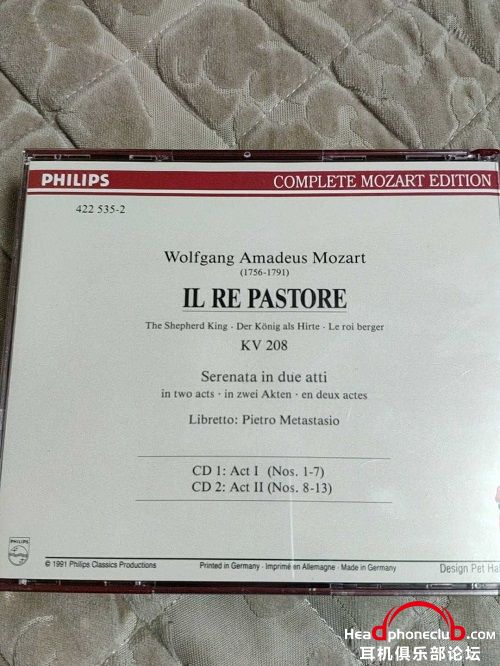 PHILIPS COMPLETE MOZART EDITION
422 535-2
Wolfgang Amadeus Mozart
(1756-1791)
IL RE PASTORE
The Shepherd King · Der König als Hirte · Le roi berger
KV 208
Serenata in due atti
in two acts · in zwei Akten · en deux actes
Libretto: Pietro Metastasio
CD 1: Act I (Nos. 1-7)
CD 2: Act II (Nos. 8-13)
PHILIPS
© 1991 Philips Classics Productions Printed in Germany · Imprimé en Allemagne · Made in Germany Design Pet
Headphoneclub.com
耳机俱乐部论坛